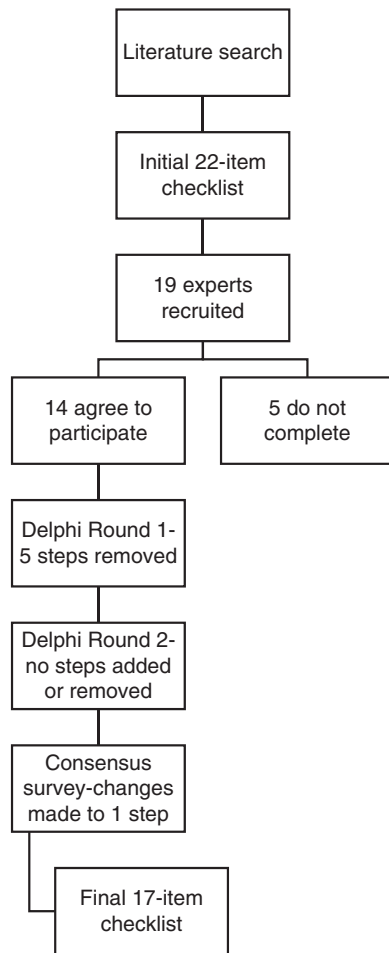 Literature search
Initial 22-item
checklist
19 experts
recruited
14 agree to
participate
5 do not
complete
Delphi Round 1-
5 steps removed
Delphi Round 2-
no steps added
or removed
Consensus
survey-changes
made to 1 step
Final 17-item
checklist